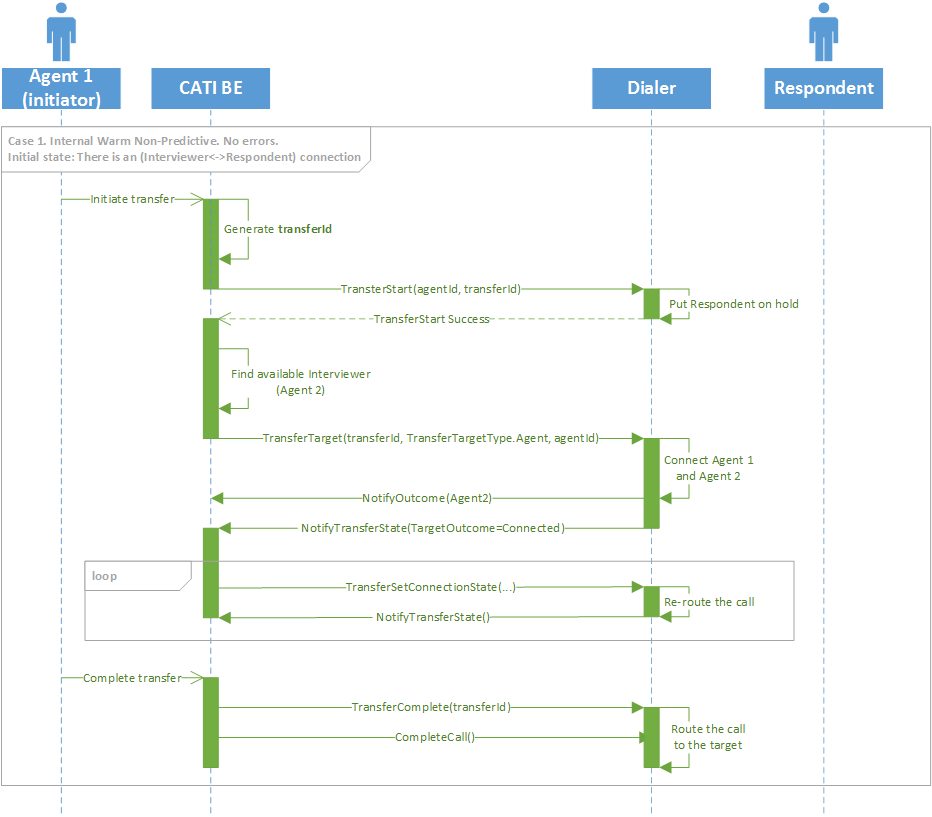 Agent 1
(initiator)
CATI BE
Dialer
Respondent
Case 1. Internal Warm Non-Predictive. No errors.
Initial state: There is an (Interviewer<->Respondent) connection
Initiate transfer
Generate transferId
TransterStart(agentId, transferId)
Put Respondent on hold
TransferStart Success
Find available Interviewer
(Agent 2)
TransferTarget(transferId, TransferTargetType.Agent, agentId)
Connect Agent 1
and Agent 2
NotifyOutcome(Agent2)
NotifyTransferState(TargetOutcome=Connected)
loop
TransferSetConnectionState(...)
Re-route the call
NotifyTransferState()
Complete transfer
TransferComplete(transferId)
Route the call
to the target
CompleteCall()